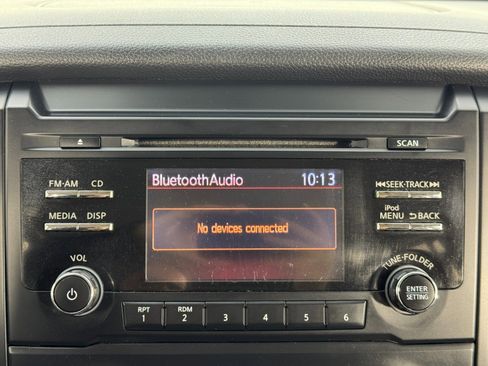 SCAN
FM-AM CD
BluetoothAudio 10:13
SEEK·TRACK
MEDIA DISP
No devices connected
iPod
MENU BACK
VOL
TUNE·FOLDER
ENTER
SETTING
RPT
1
RDM
2
3
4
5
6